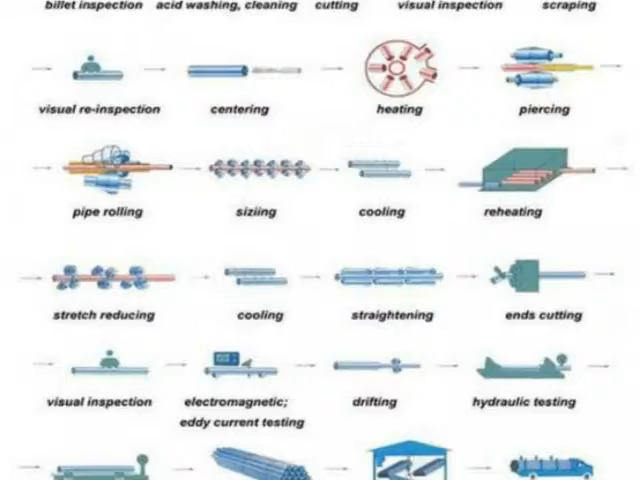 billet inspection acid washing, cleaning cutting visual inspection scraping
visual re-inspection centering heating piercing
pipe rolling siziing cooling reheating
stretch reducing cooling straightening ends cutting
visual inspection electromagnetic; drifting hydraulic testing
eddy current testing